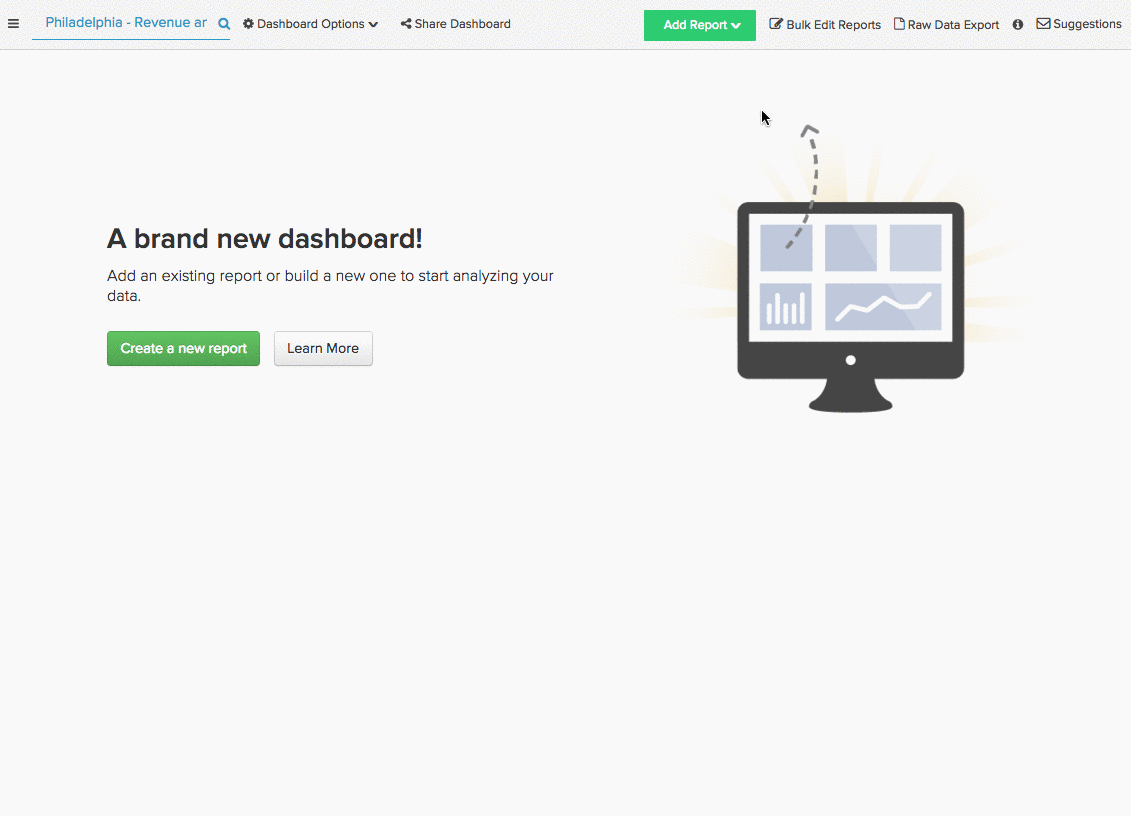 Philadelphia - Revenue ar
Dashboard Options
Share Dashboard
Add Report
Bulk Edit Reports
Raw Data Export
Suggestions
A brand new dashboard!
Add an existing report or build a new one to start analyzing your
data.
Create a new report
Learn More